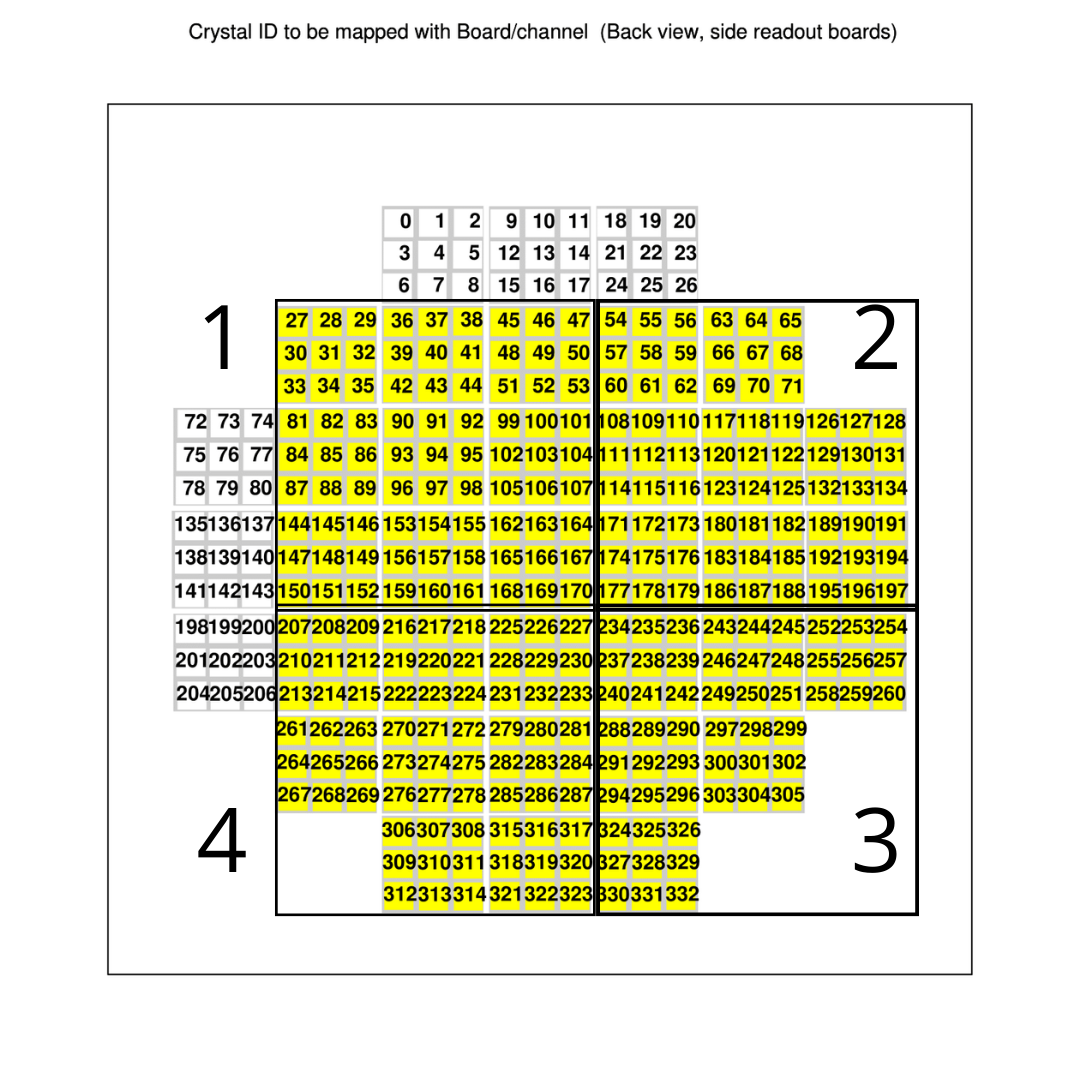 Crystal ID to be mapped with Board/channel (Back view, side readout boards)
0 1 2 9 10 11 18 19 20
3 4 5 12 13 14 21 22 23
6 7 8 15 16 17 24 25 26
1
2
27 28 29 36 37 38 45 46 47 54 55 56 63 64 65
30 31 32 39 40 41 48 49 50 57 58 59 66 67 68
33 34 35 42 43 44 51 52 53 60 61 62 69 70 71
72 73 74 81 82 83 90 91 92 99 100 101 108 109 110 117 118 119 126 127 128
75 76 77 84 85 86 93 94 95 102 103 104 111 112 113 120 121 122 129 130 131
78 79 80 87 88 89 96 97 98 105 106 107 114 115 116 123 124 125 132 133 134
135 136 137 144 145 146 153 154 155 162 163 164 171 172 173 180 181 182 189 190 191
138 139 140 147 148 149 156 157 158 165 166 167 174 175 176 183 184 185 192 193 194
141 142 143 150 151 152 159 160 161 168 169 170 177 178 179 186 187 188 195 196 197
198 199 200 207 208 209 216 217 218 225 226 227 234 235 236 243 244 245 252 253 254
201 202 203 210 211 212 219 220 221 228 229 230 237 238 239 246 247 248 255 256 257
204 205 206 213 214 215 222 223 224 231 232 233 240 241 242 249 250 251 258 259 260
261 262 263 270 271 272 279 280 281 288 289 290 297 298 299
264 265 266 273 274 275 282 283 284 291 292 293 300 301 302
267 268 269 276 277 278 285 286 287 294 295 296 303 304 305
4
3
306 307 308 315 316 317 324 325 326
309 310 311 318 319 320 327 328 329
312 313 314 321 322 323 330 331 332